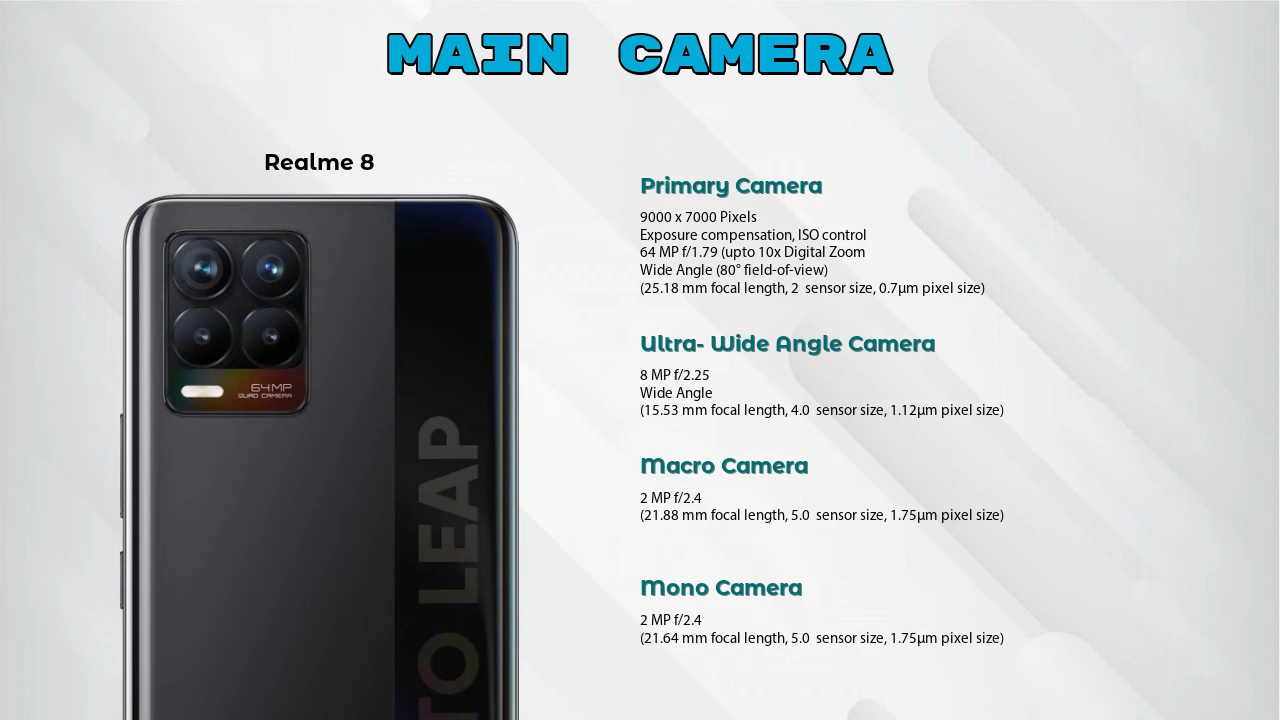 MAIN CAMERA
Realme 8
64MP
QUAD CAMERA
TO LEAP
Primary Camera
9000 x 7000 Pixels
Exposure compensation, ISO control
64 MP f/1.79 (upto 10x Digital Zoom
Wide Angle (80° field-of-view)
(25.18 mm focal length, 2  sensor size, 0.7µm pixel size)
Ultra- Wide Angle Camera
8 MP f/2.25
Wide Angle
(15.53 mm focal length, 4.0  sensor size, 1.12µm pixel size)
Macro Camera
2 MP f/2.4
(21.88 mm focal length, 5.0  sensor size, 1.75µm pixel size)
Mono Camera
2 MP f/2.4
(21.64 mm focal length, 5.0  sensor size, 1.75µm pixel size)